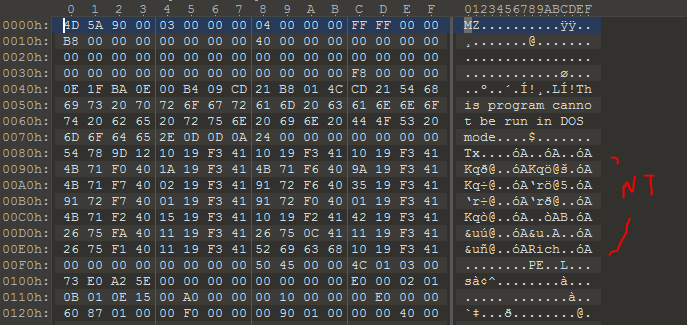 0 1 2 3 4 5 6 7 8 9 A B C D E F 0123456789ABCDEF
0000h: 4D 5A 90 00 03 00 00 00 04 00 00 00 FF FF 00 00 MZ..........ÿÿ..
0010h: B8 00 00 00 00 00 00 00 40 00 00 00 00 00 00 00 ¸.......@.......
0020h: 00 00 00 00 00 00 00 00 00 00 00 00 00 00 00 00 ................
0030h: 00 00 00 00 00 00 00 00 00 00 00 00 F8 00 00 00 ............ø...
0040h: 0E 1F BA 0E 00 B4 09 CD 21 B8 01 4C CD 21 54 68 ..º..´.Í!¸.LÍ!Th
0050h: 69 73 20 70 72 6F 67 72 61 6D 20 63 61 6E 6E 6F is program canno
0060h: 74 20 62 65 20 72 75 6E 20 69 6E 20 44 4F 53 20 t be run in DOS
0070h: 6D 6F 64 65 2E 0D 0D 0A 24 00 00 00 00 00 00 00 mode....$.......
0080h: 54 78 9D 12 10 19 F3 41 10 19 F3 41 10 19 F3 41 Tx....óA..óA..óA
0090h: 4B 71 F0 40 1A 19 F3 41 4B 71 F6 40 9A 19 F3 41 Kqð@..óAKqö@š.óA
00A0h: 4B 71 F7 40 02 19 F3 41 91 72 F6 40 35 19 F3 41 Kq÷@..óA‘rö@5.óA
00B0h: 91 72 F7 40 01 19 F3 41 91 72 F0 40 01 19 F3 41 ‘r÷@..óA‘rð@..óA
00C0h: 4B 71 F2 40 15 19 F3 41 10 19 F2 41 42 19 F3 41 Kqò@..óA..òAB.óA
00D0h: 26 75 FA 40 11 19 F3 41 26 75 0C 41 11 19 F3 41 &uú@..óA&u.A..óA
00E0h: 26 75 F1 40 11 19 F3 41 52 69 63 68 10 19 F3 41 &uñ@..óARich..óA
00F0h: 00 00 00 00 00 00 00 00 50 45 00 00 4C 01 03 00 ........PE..L...
0100h: 73 E0 A2 5E 00 00 00 00 00 00 00 00 E0 00 02 01 sà¢^........à...
0110h: 0B 01 0E 15 00 A0 00 00 00 10 00 00 00 E0 00 00 ..... .......à..
0120h: 60 87 01 00 00 F0 00 00 00 90 01 00 00 00 40 00 `‡...ð........@.
NT